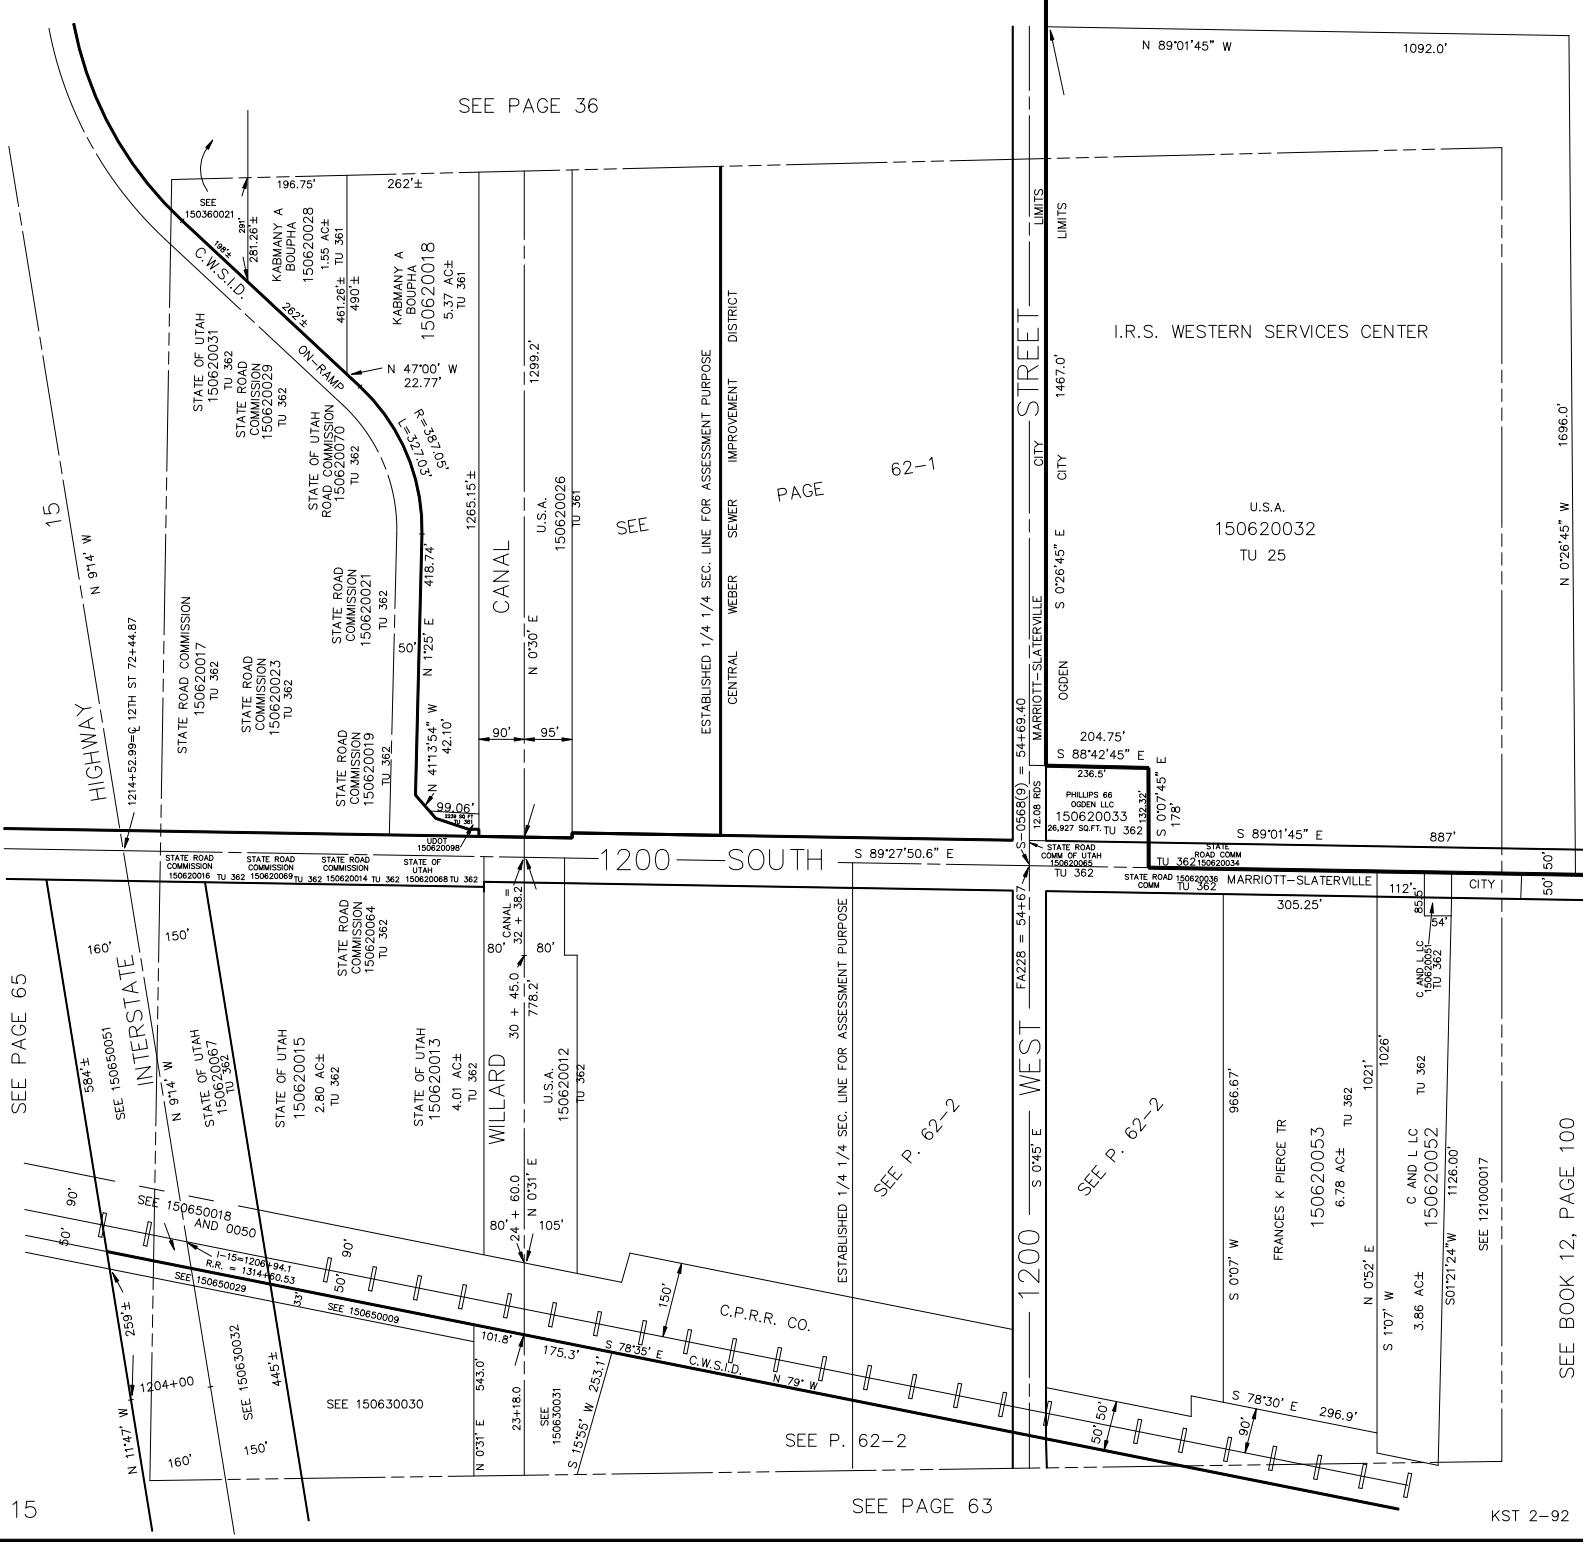 N 89°01'45" W
1092.0'
SEE PAGE 36
SEE
150360021
196.75'
262'±
291'
281.26'±
198'±
C.W.S.I.D.
262'±
ON-RAMP
KABMANY A
BOUPHA
150620028
1.55 AC±
TU 361
461.26'±
490'±
KABMANY A
BOUPHA
150620018
5.37 AC±
TU 361
N 47°00' W
22.77'
R=387.05'
L=327.03'
STATE OF UTAH
150620031
TU 362
STATE ROAD
COMMISSION
150620029
TU 362
STATE OF UTAH
ROAD COMMISSION
150620070
TU 362
1299.2'
1265.15'±
CANAL
U.S.A.
150620026
TU 361
SEE
PAGE
62-1
ESTABLISHED 1/4 1/4 SEC. LINE FOR ASSESSMENT PURPOSE
CENTRAL WEBER SEWER IMPROVEMENT DISTRICT
STREET
MARRIOTT-SLATERVILLE CITY LIMITS
OGDEN CITY LIMITS
S 0°26'45" E
1467.0'
I.R.S. WESTERN SERVICES CENTER
U.S.A.
150620032
TU 25
1696.0'
N 0°26'45" W
15
N 9°14' W
HIGHWAY
1214+52.99=℄ 12TH ST 72+44.87
STATE ROAD COMMISSION
150620017
TU 362
STATE ROAD
COMMISSION
150620023
TU 362
STATE ROAD
COMMISSION
150620021
TU 362
STATE ROAD
COMMISSION
150620019
TU 362
50'
418.74'
N 1°25' E
N 41°13'54" W
42.10'
99.06'
2239 SQ FT
TU 361
UDOT
150620098
N 0°30' E
90'
95'
S-0568(9) = 54+69.40
12.08 RDS
204.75'
S 88°42'45" E
236.5'
PHILLIPS 66
OGDEN LLC
150620033
26,927 SQ.FT. TU 362
132.32'
S 0°07'45" E
178'
S 89°01'45" E
887'
50'
50'
1200 SOUTH
S 89°27'50.6" E
STATE ROAD
COMMISSION
150620016 TU 362
STATE ROAD
COMMISSION
150620069 TU 362
STATE ROAD
COMMISSION
150620014 TU 362
STATE OF
UTAH
150620068 TU 362
STATE ROAD
COMM OF UTAH
150620065
TU 362
STATE
ROAD COMM
TU 362 150620034
STATE ROAD 150620036
COMM TU 362
MARRIOTT-SLATERVILLE
CITY
305.25'
112'
85.5'
54'
C AND L LC
150620051
TU 362
STATE ROAD
COMMISSION
150620064
TU 362
CANAL =
32 + 38.2
80'
80'
30 + 45.0
778.2'
FA228 = 54+67
SEE PAGE 65
160'
150'
INTERSTATE
584'±
SEE 150650051
N 9°14' W
STATE OF UTAH
150620067
TU 362
STATE OF UTAH
150620015
2.80 AC±
TU 362
STATE OF UTAH
150620013
4.01 AC±
TU 362
WILLARD
U.S.A.
150620012
TU 362
24 + 60.0
N 0°31' E
80'
105'
ESTABLISHED 1/4 1/4 SEC. LINE FOR ASSESSMENT PURPOSE
SEE P. 62-2
1200 WEST
S 0°45' E
SEE P. 62-2
966.67'
S 0°07' W
FRANCES K PIERCE TR
150620053
6.78 AC±
TU 362
1021'
1026'
N 0°52' E
S 1°07' W
C AND L LC
150620052
TU 362
3.86 AC±
1126.00'
S01°21'24"W
SEE 121000017
SEE BOOK 12, PAGE 100
90'
50'
SEE 150650018
AND 0050
I-15=1206+94.1
R.R. = 1314+60.53
SEE 150650029
33'
90'
50'
SEE 150650009
150'
C.P.R.R. CO.
101.8'
175.3'
S 78°35' E
C.W.S.I.D.
N 79° W
259'±
1204+00
N 11°47' W
160'
150'
SEE 150630032
445'±
SEE 150630030
543.0'
N 0°31' E
23+18.0
SEE
150630031
253.1'
S 15°55' W
SEE P. 62-2
50'
50'
90'
S 78°30' E
296.9'
15
SEE PAGE 63
KST 2-92